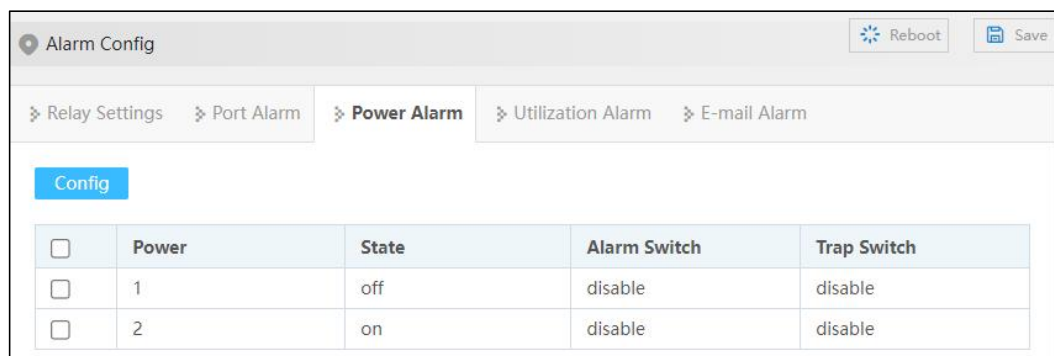 Alarm Config Reboot Save
Relay Settings Port Alarm Power Alarm Utilization Alarm E-mail Alarm
Config
Power State Alarm Switch Trap Switch
1 off disable disable
2 on disable disable